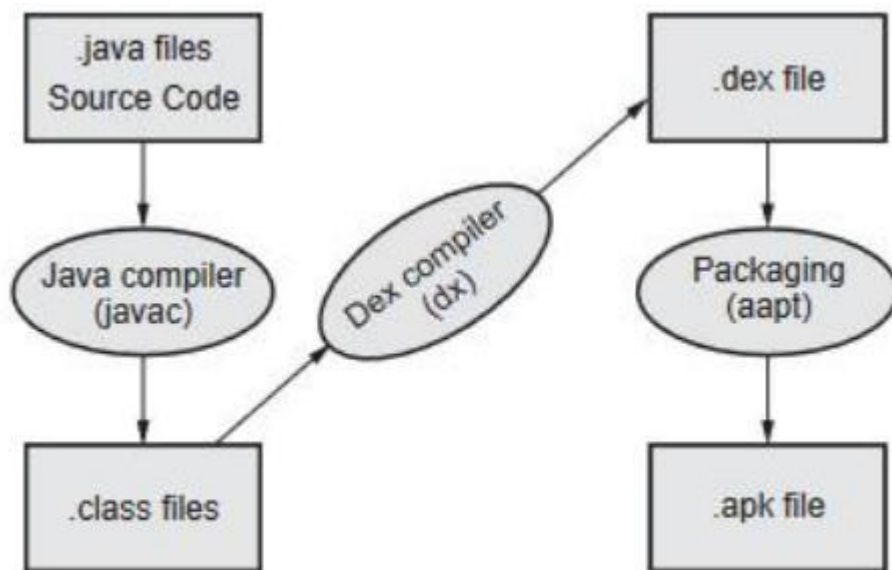 .java files
Source Code
Java compiler
(javac)
.class files
Dex compiler
(dx)
.dex file
Packaging
(aapt)
.apk file